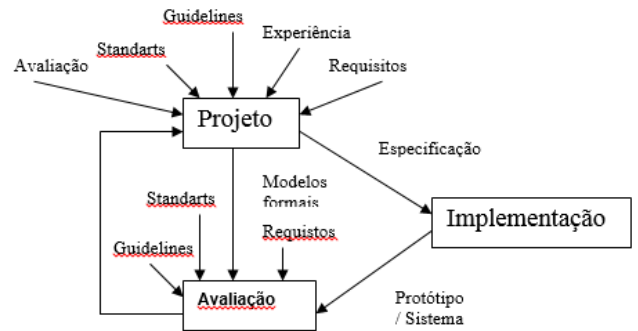 Guidelines
Experiência
Standarts
Avaliação
Requisitos
Projeto
Especificação
Modelos
formais
Standarts
Implementação
Requistos
Guidelines
Avaliação
Protótipo
/ Sistema